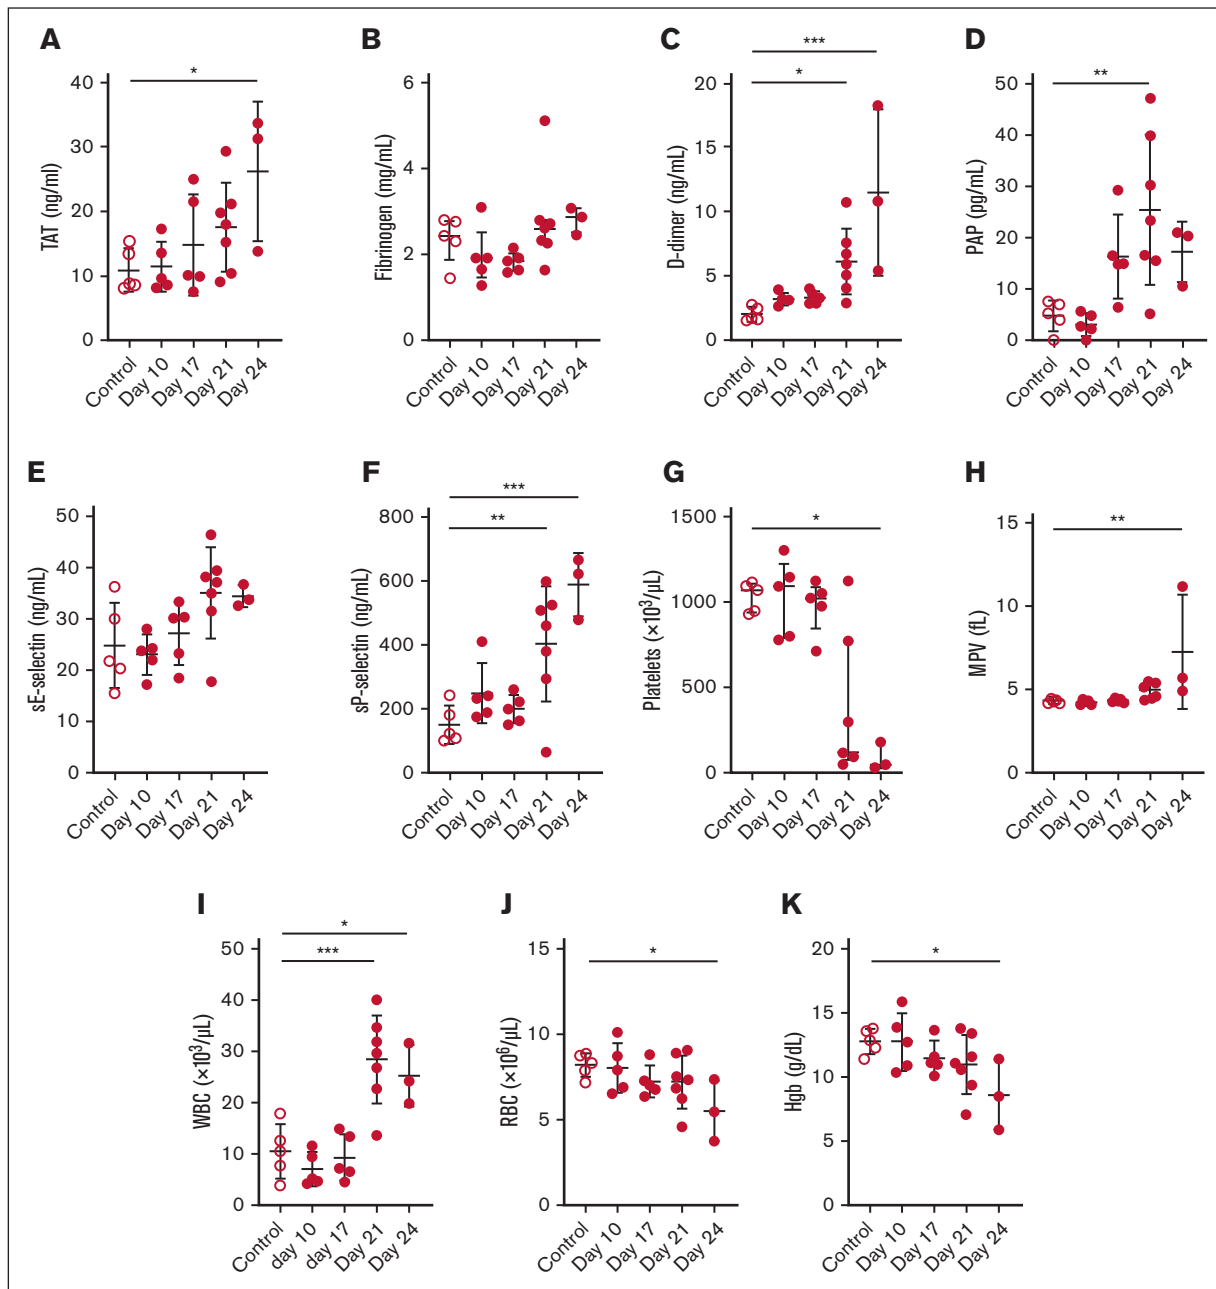 A
*
TAT (ng/ml)
40
30
20
10
0
Control
Day 10
Day 17
Day 21
Day 24
B
Fibrinogen (mg/mL)
6
4
2
0
Control
Day 10
Day 17
Day 21
Day 24
C
***
*
D-dimer (ng/mL)
20
15
10
5
0
Control
Day 10
Day 17
Day 21
Day 24
D
**
PAP (pg/mL)
50
40
30
20
10
0
Control
Day 10
Day 17
Day 21
Day 24
E
sE-selectin (ng/mL)
50
40
30
20
10
0
Control
Day 10
Day 17
Day 21
Day 24
F
***
**
sP-selectin (ng/mL)
800
600
400
200
0
Control
Day 10
Day 17
Day 21
Day 24
G
*
Platelets (×10³/μL)
1500
1000
500
0
Control
Day 10
Day 17
Day 21
Day 24
H
**
MPV (fL)
15
10
5
0
Control
Day 10
Day 17
Day 21
Day 24
I
*
***
WBC (×10³/μL)
50
40
30
20
10
0
Control
day 10
day 17
Day 21
Day 24
J
*
RBC (×10⁶/μL)
15
10
5
0
Control
Day 10
Day 17
Day 21
Day 24
K
*
Hgb (g/dL)
20
15
10
5
0
Control
Day 10
Day 17
Day 21
Day 24